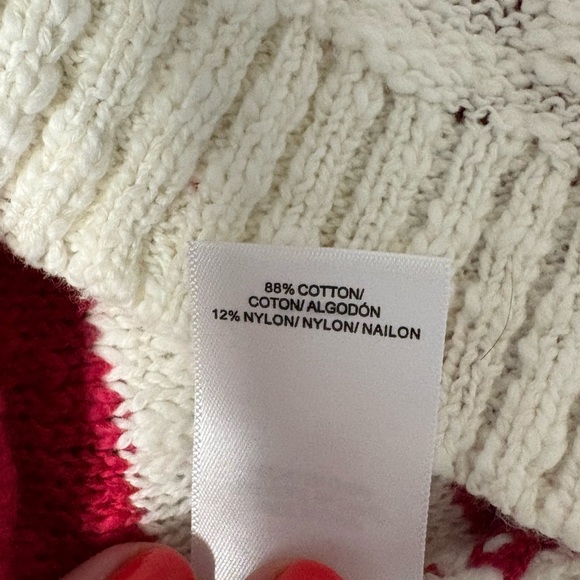 88% COTTON/
COTON/ ALGODÓN
12% NYLON/ NYLON/ NAILON